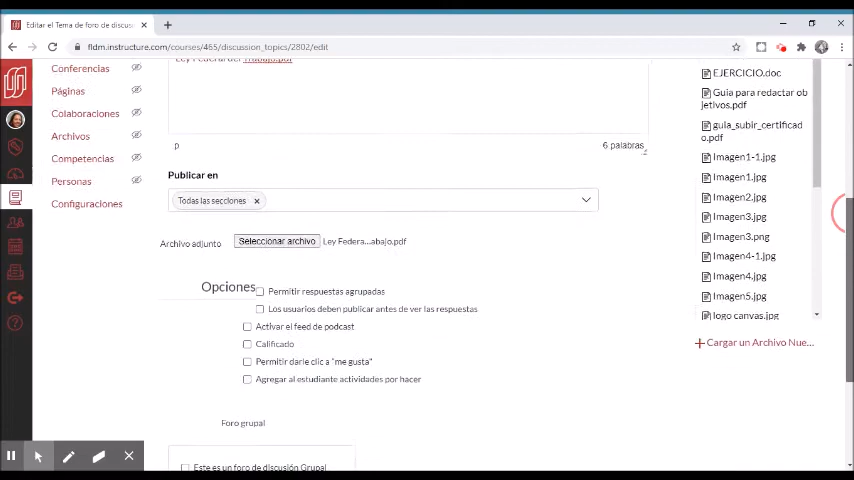 Editar el Tema de foro de discus
fldm.instructure.com/courses/465/discussion_topics/2802/edit
Conferencias
Páginas
Colaboraciones
Archivos
Competencias
Personas
Configuraciones
Ley Federal del Trabajo.pdf
p
6 palabras
Publicar en
Todas las secciones
Archivo adjunto
Seleccionar archivo Ley Federa...abajo.pdf
Opciones
Permitir respuestas agrupadas
Los usuarios deben publicar antes de ver las respuestas
Activar el feed de podcast
Calificado
Permitir darle clic a "me gusta"
Agregar al estudiante actividades por hacer
Foro grupal
Este es un foro de discusión Grupal
EJERCICIO.doc
Guia para redactar ob
jetivos.pdf
guia_subir_certificad
o.pdf
Imagen1-1.jpg
Imagen1.jpg
Imagen2.jpg
Imagen3.jpg
Imagen3.png
Imagen4-1.jpg
Imagen4.jpg
Imagen5.jpg
logo canvas.jpg
Cargar un Archivo Nue...